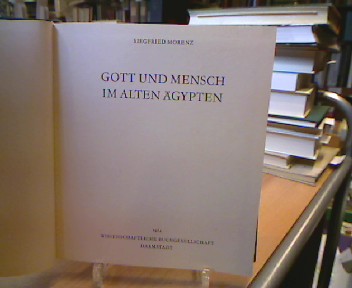 SIEGFRIED MORENZ
GOTT UND MENSCH
IM ALTEN ÄGYPTEN
WISSENSCHAFTLICHE BUCHGESELLSCHAFT
DARMSTADT